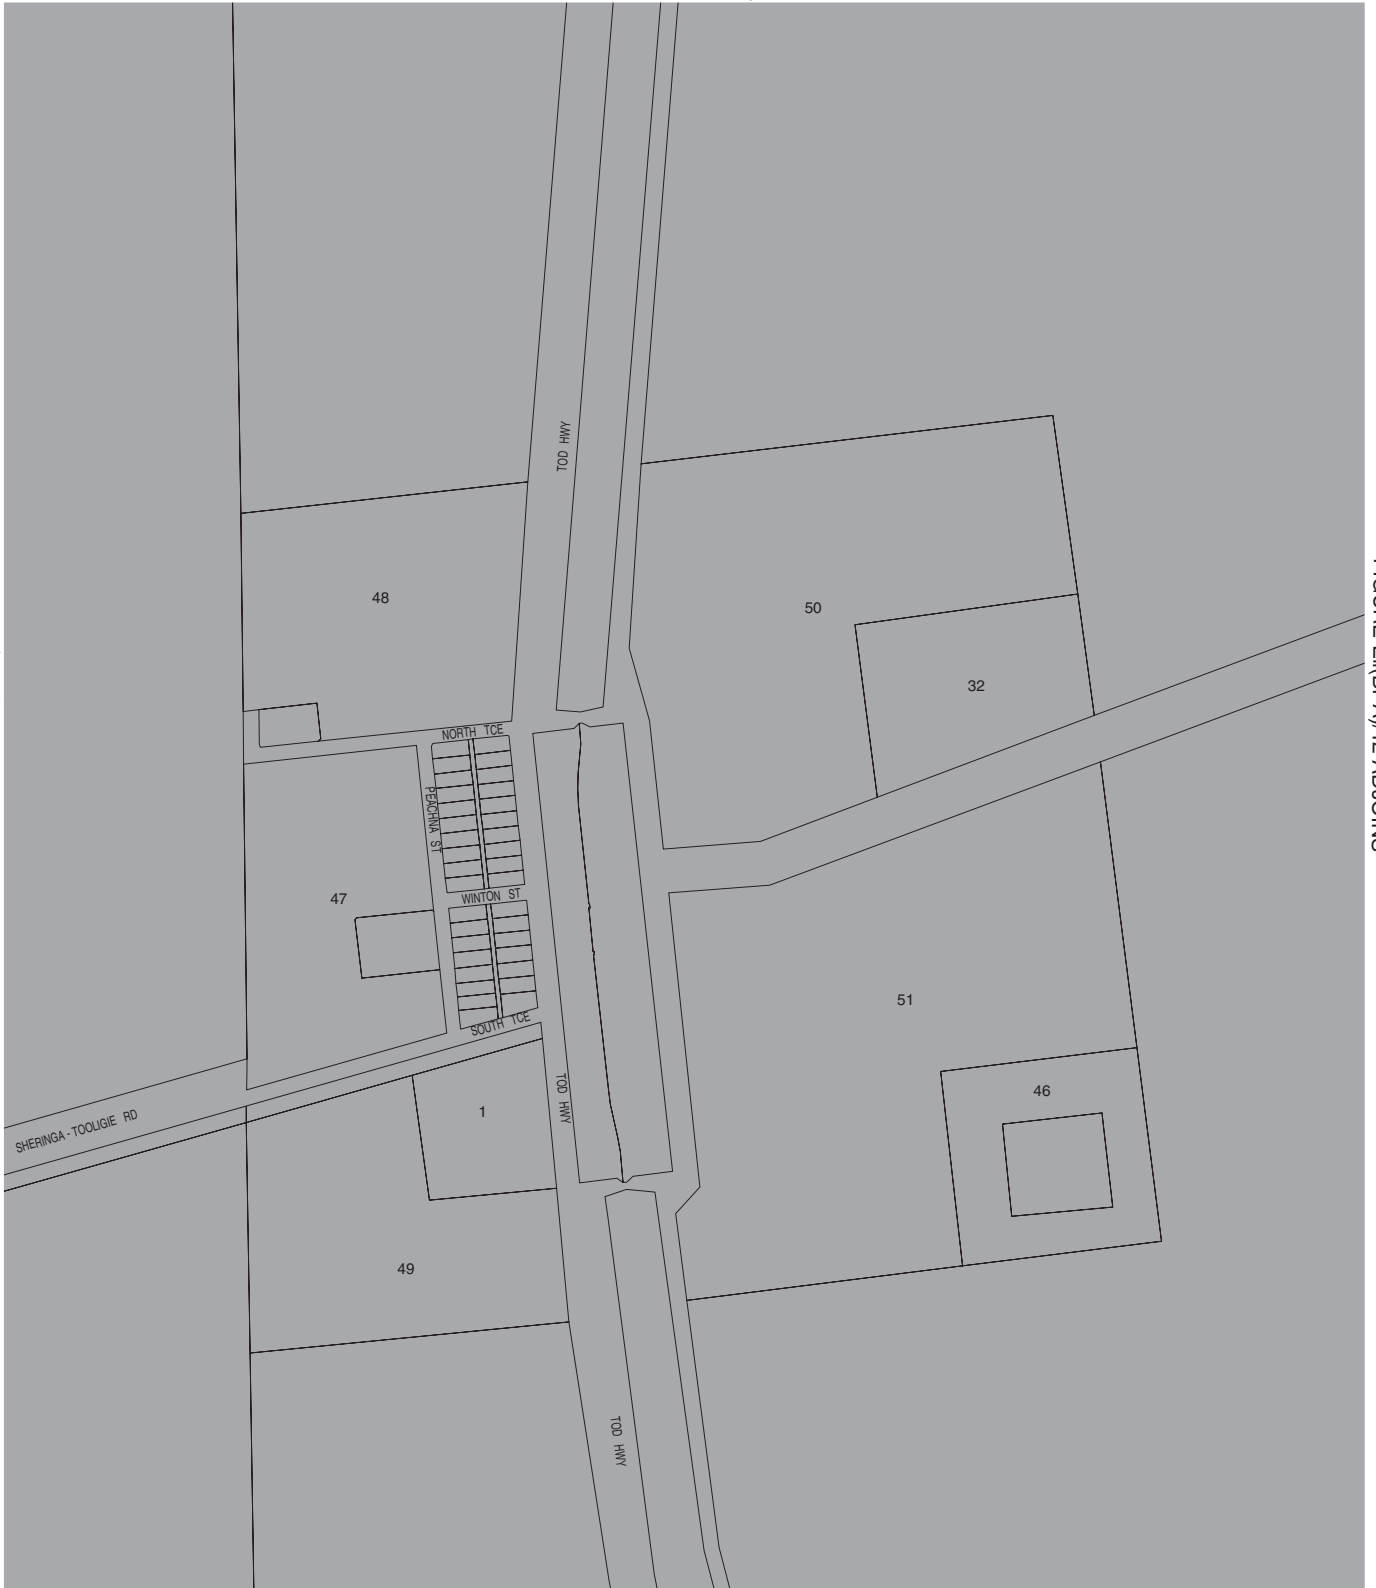 TOD HWY
48
50
32
NORTH TCE
PEACHNA ST
47
WINTON ST
SOUTH TCE
51
46
TOD HWY
1
SHERINGA - TOOLIGIE RD
49
TOD HWY